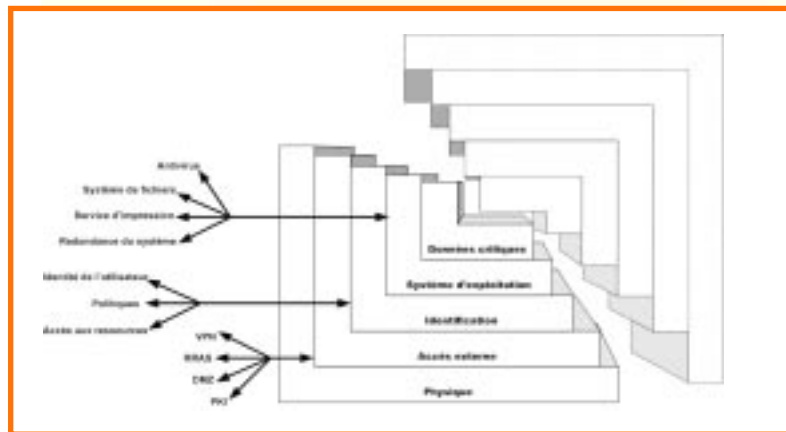 Antivirus
Système de fichiers
Service d'impression
Redondance du système
Identité de l'utilisateur
Politiques
Accès aux ressources
VPN
RRAS
DMZ
PKI
Données critiques
Système d'exploitation
Identification
Accès externe
Physique